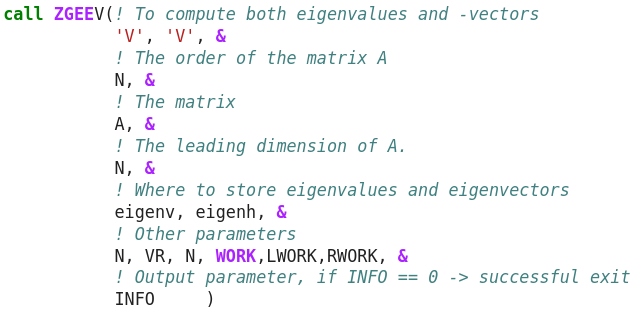 call ZGEEV(! To compute both eigenvalues and -vectors
'V', 'V', &
! The order of the matrix A
N, &
! The matrix
A, &
! The leading dimension of A.
N, &
! Where to store eigenvalues and eigenvectors
eigenv, eigenh, &
! Other parameters
N, VR, N, WORK,LWORK,RWORK, &
! Output parameter, if INFO == 0 -> successful exit
INFO     )